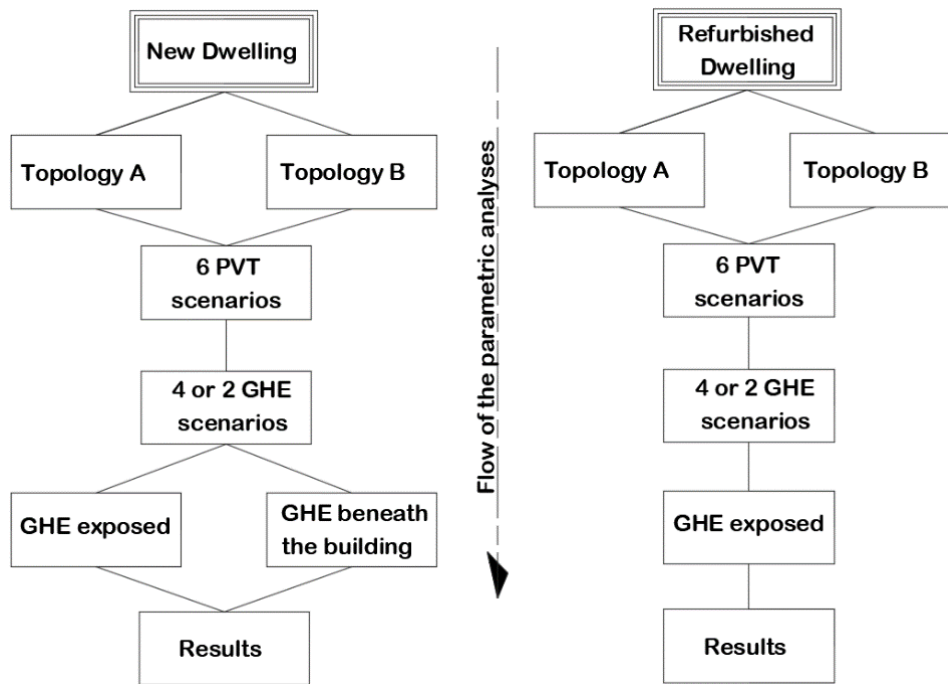 New Dwelling
Topology A
Topology B
6 PVT
scenarios
4 or 2 GHE
scenarios
GHE exposed
GHE beneath
the building
Results
Flow of the parametric analyses
Refurbished
Dwelling
Topology A
Topology B
6 PVT
scenarios
4 or 2 GHE
scenarios
GHE exposed
Results